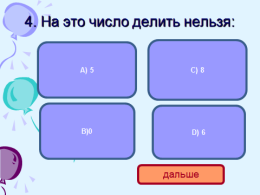 4. На это число делить нельзя:
А) 5
С) 8
В)0
D) 6
дальше